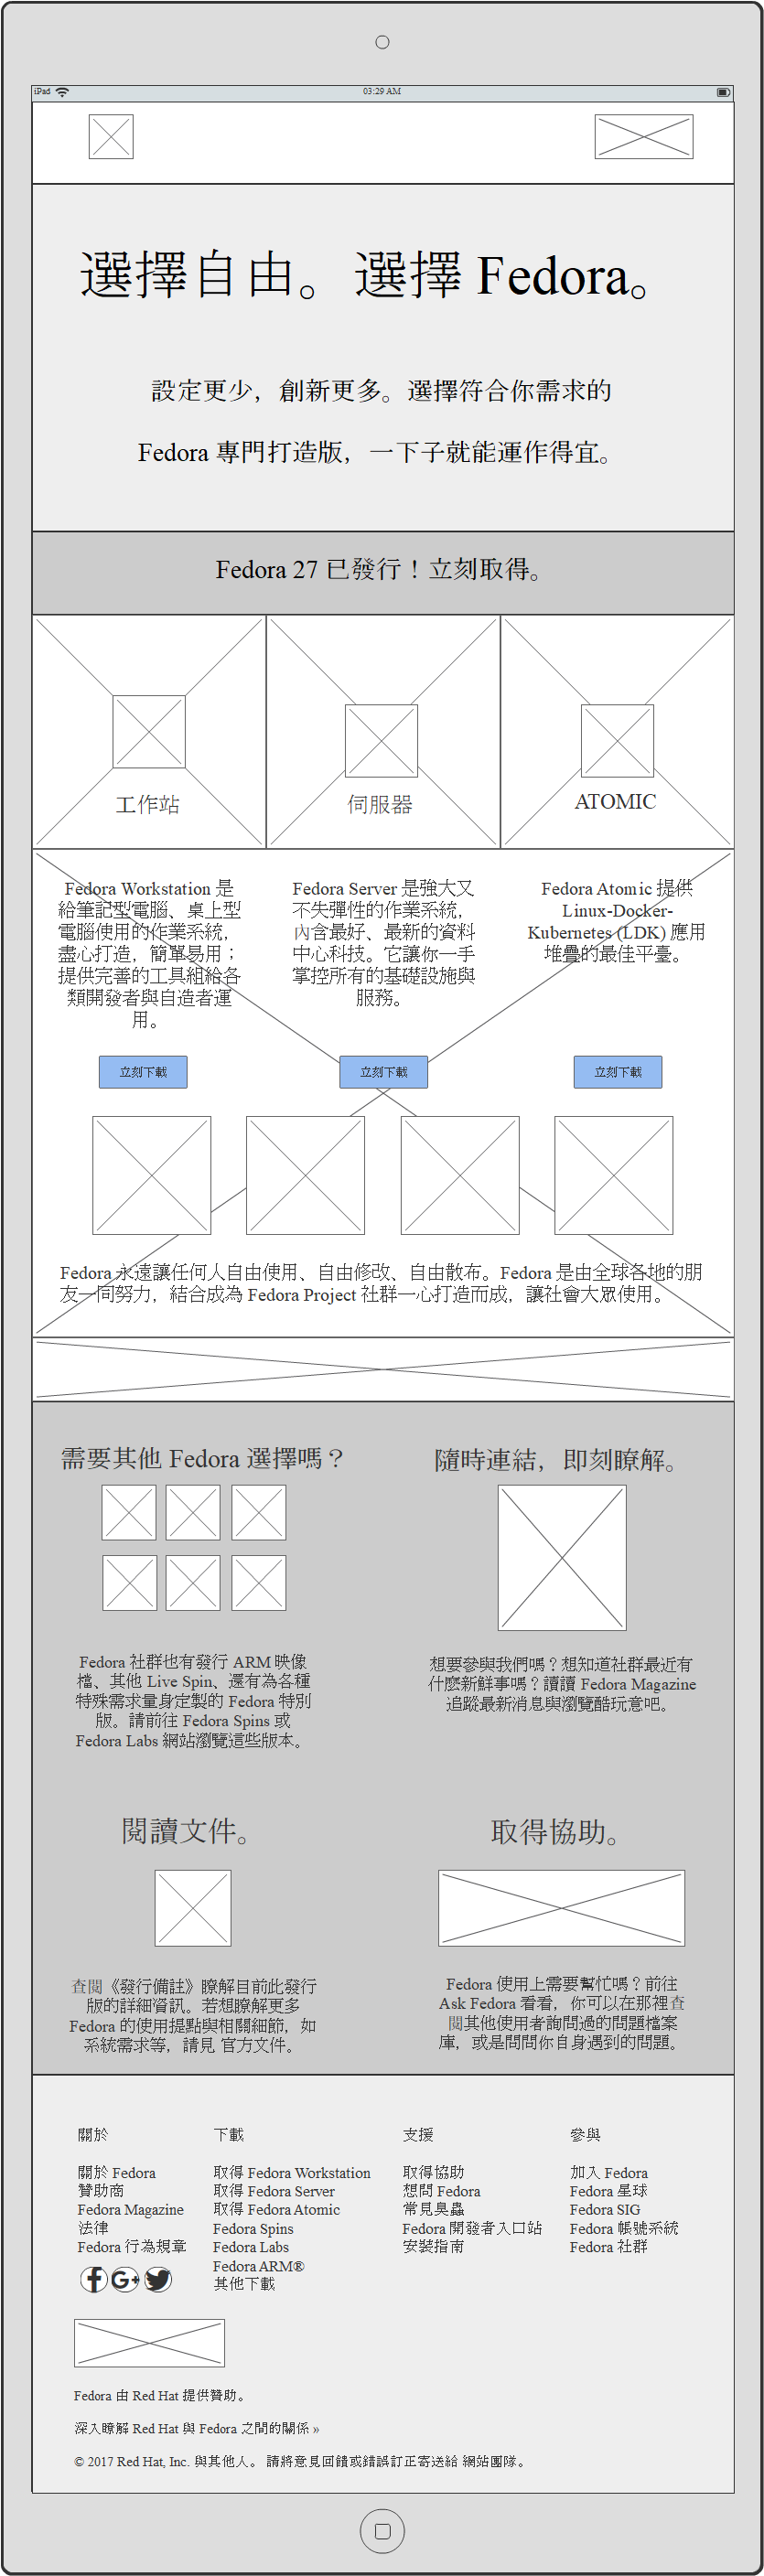 iPad
03:29 AM
選擇自由。選擇 Fedora。
設定更少，創新更多。選擇符合你需求的
Fedora 專門打造版，一下子就能運作得宜。
Fedora 27 已發行！立刻取得。
工作站
伺服器
ATOMIC
Fedora Workstation 是
給筆記型電腦、桌上型
電腦使用的作業系統，
盡心打造，簡單易用；
提供完善的工具組給各
類開發者與自造者運
用。
Fedora Server 是強大又
不失彈性的作業系統，
內含最好、最新的資料
中心科技。它讓你一手
掌控所有的基礎設施與
服務。
Fedora Atomic 提供
Linux-Docker-
Kubernetes (LDK) 應用
堆疊的最佳平臺。
立刻下載
立刻下載
立刻下載
Fedora 永遠讓任何人自由使用、自由修改、自由散布。Fedora 是由全球各地的朋
友一同努力，結合成為 Fedora Project 社群一心打造而成，讓社會大眾使用。
需要其他 Fedora 選擇嗎？
Fedora 社群也有發行 ARM 映像
檔、其他 Live Spin、還有為各種
特殊需求量身定製的 Fedora 特別
版。請前往 Fedora Spins 或
Fedora Labs 網站瀏覽這些版本。
隨時連結，即刻瞭解。
想要參與我們嗎？想知道社群最近有
什麼新鮮事嗎？讀讀 Fedora Magazine
追蹤最新消息與瀏覽酷玩意吧。
閱讀文件。
查閱《發行備註》瞭解目前此發行
版的詳細資訊。若想瞭解更多
Fedora 的使用提點與相關細節，如
系統需求等，請見 官方文件。
取得協助。
Fedora 使用上需要幫忙嗎？前往
Ask Fedora 看看，你可以在那裡查
閱其他使用者詢問過的問題檔案
庫，或是問問你自身遇到的問題。
關於
關於 Fedora
贊助商
Fedora Magazine
法律
Fedora 行為規章
下載
取得 Fedora Workstation
取得 Fedora Server
取得 Fedora Atomic
Fedora Spins
Fedora Labs
Fedora ARM®
其他下載
支援
取得協助
想問 Fedora
常見臭蟲
Fedora 開發者入口站
安裝指南
參與
加入 Fedora
Fedora 星球
Fedora SIG
Fedora 帳號系統
Fedora 社群
Fedora 由 Red Hat 提供贊助。
深入瞭解 Red Hat 與 Fedora 之間的關係 »
© 2017 Red Hat, Inc. 與其他人。 請將意見回饋或錯誤訂正寄送給 網站團隊。